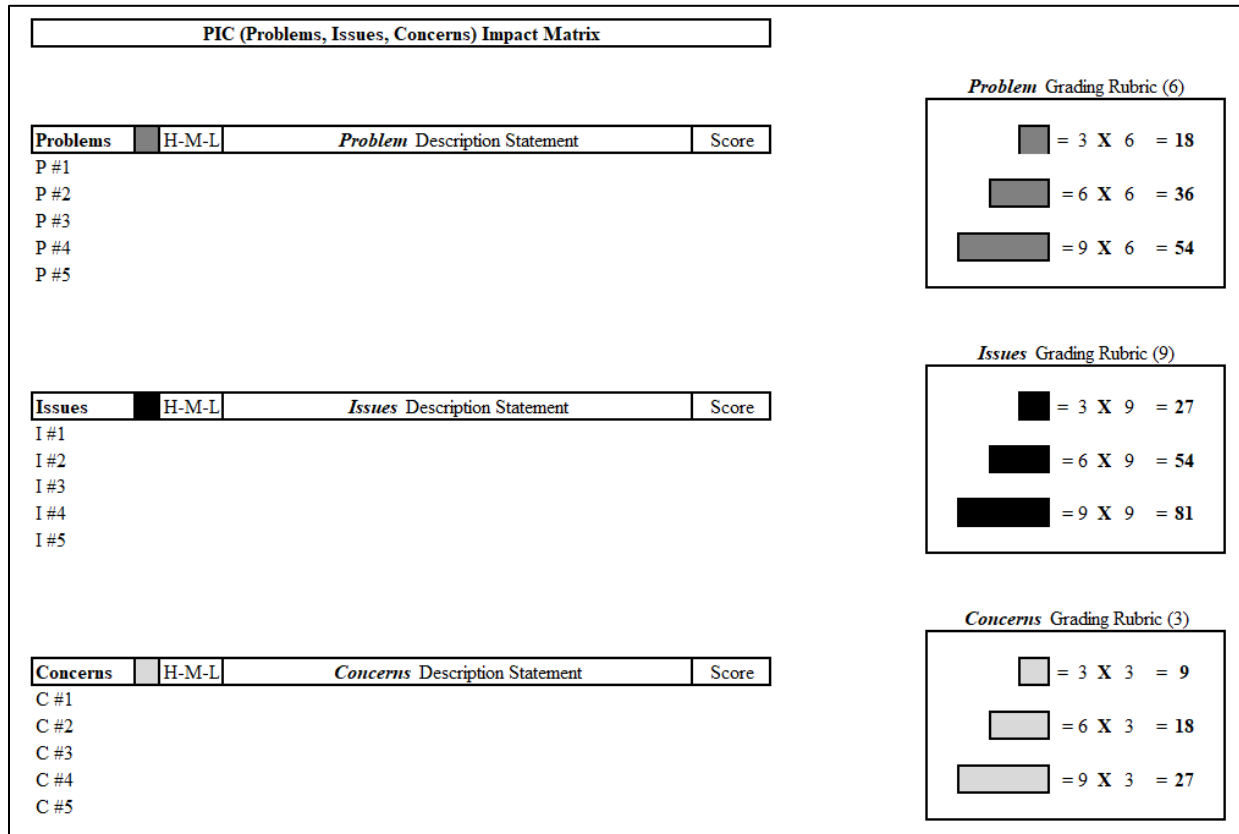 PIC (Problems, Issues, Concerns) Impact Matrix
Problem Grading Rubric (6)
Problems H-M-L Problem Description Statement Score
= 3 X 6 = 18
P #1
P #2
= 6 X 6 = 36
P #3
P #4
= 9 X 6 = 54
P #5
Issues Grading Rubric (9)
Issues H-M-L Issues Description Statement Score
= 3 X 9 = 27
I #1
I #2
= 6 X 9 = 54
I #3
I #4
= 9 X 9 = 81
I #5
Concerns Grading Rubric (3)
Concerns H-M-L Concerns Description Statement Score
= 3 X 3 = 9
C #1
C #2
= 6 X 3 = 18
C #3
C #4
= 9 X 3 = 27
C #5